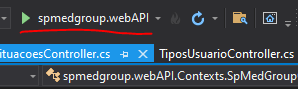 spmedgroup.webAPI
ituacoesController.cs TiposUsuarioController.cs
spmedgroup.webAPI.Contexts.SpMedGroup